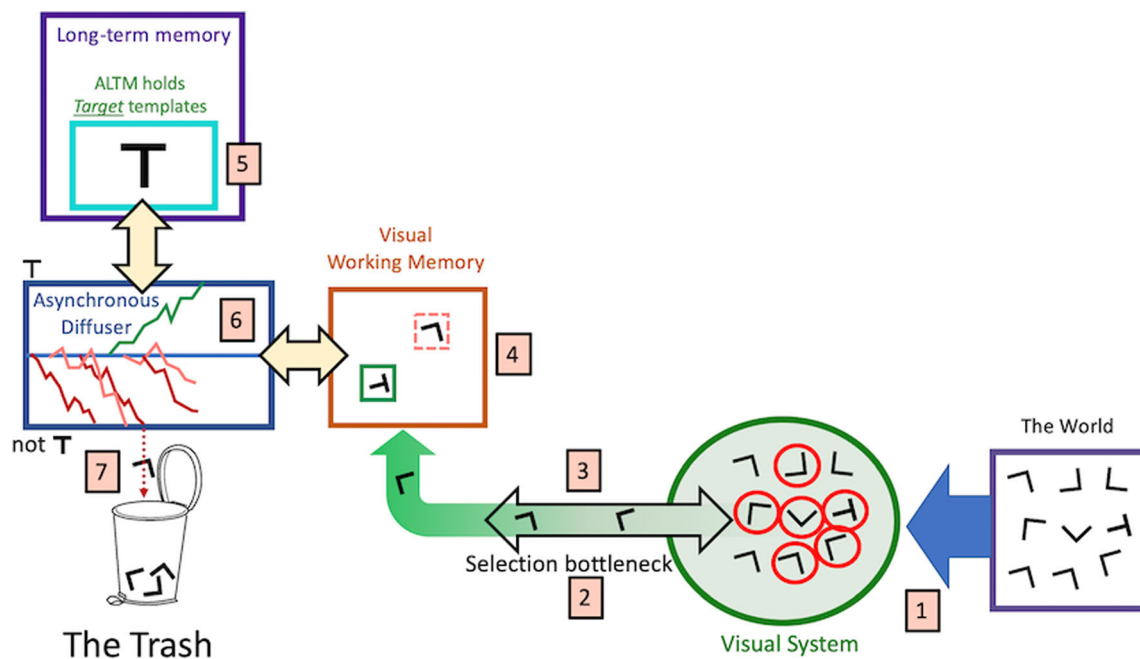 Long-term memory
ALTM holds
Target templates
T
5
Visual
Working Memory
T
Asynchronous
Diffuser
6
4
T
not T
7
3
Selection bottleneck
2
The World
1
Visual System
The Trash